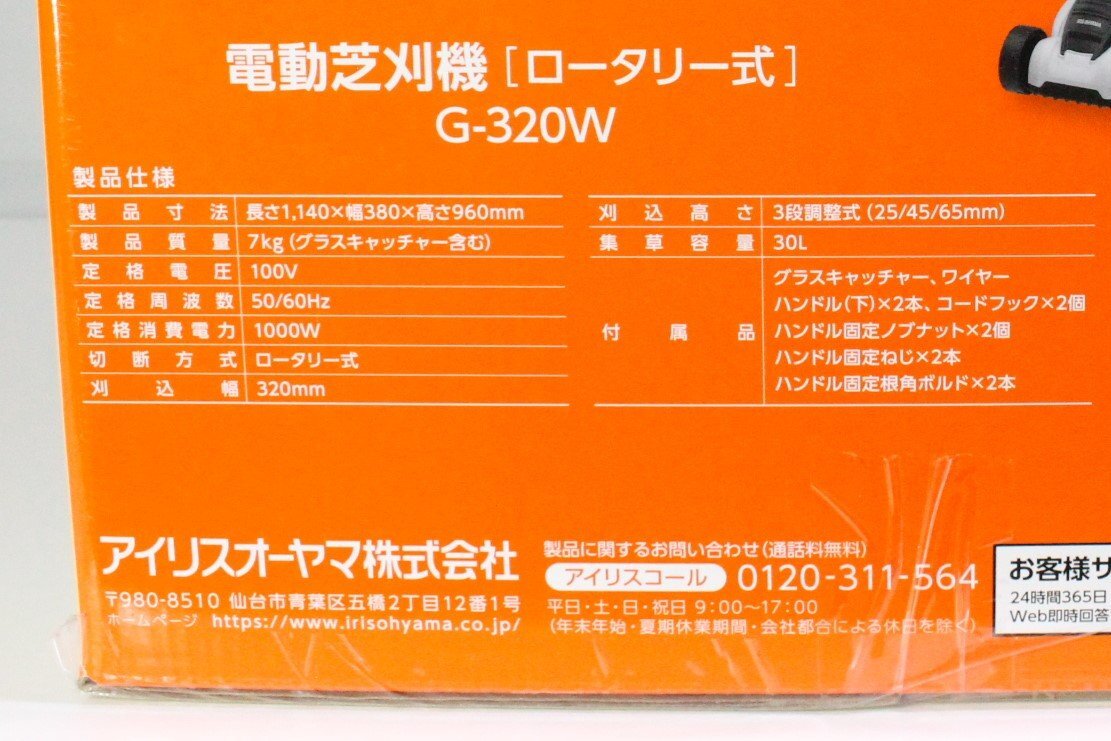 電動芝刈機[ロータリー式]
G-320W
製品仕様
製品寸法 長さ1,140×幅380×高さ960mm
製品質量 7kg(グラスキャッチャー含む)
定格電圧 100V
定格周波数 50/60Hz
定格消費電力 1000W
切断方式 ロータリー式
刈込幅 320mm
刈込高さ 3段調整式(25/45/65mm)
集草容量 30L
付属品 グラスキャッチャー、ワイヤー
ハンドル(下)×2本、コードフック×2個
ハンドル固定ノブナット×2個
ハンドル固定ねじ×2本
ハンドル固定根角ボルド×2本
アイリスオーヤマ株式会社
〒980-8510 仙台市青葉区五橋2丁目12番1号
ホームページ https://www.irisohyama.co.jp/
製品に関するお問い合わせ(通話料無料)
アイリスコール 0120-311-564
平日・土・日・祝日 9:00~17:00
(年末年始・夏期休業期間・会社都合による休日を除く)
お客様サ
24時間365日
Web即時回答